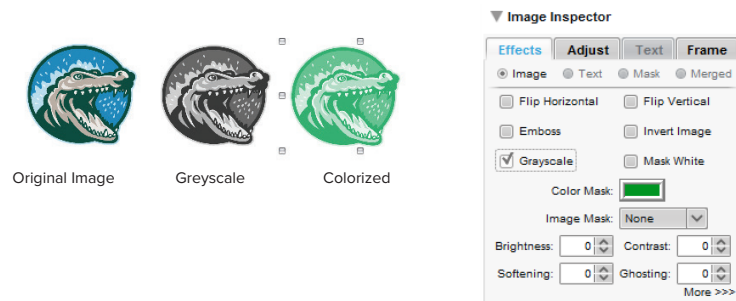 Original Image
Greyscale
Colorized
Image Inspector
Effects Adjust Text Frame
Image Text Mask Merged
Flip Horizontal Flip Vertical
Emboss Invert Image
Grayscale Mask White
Color Mask:
Image Mask: None
Brightness: 0 Contrast: 0
Softening: 0 Ghosting: 0
More >>>